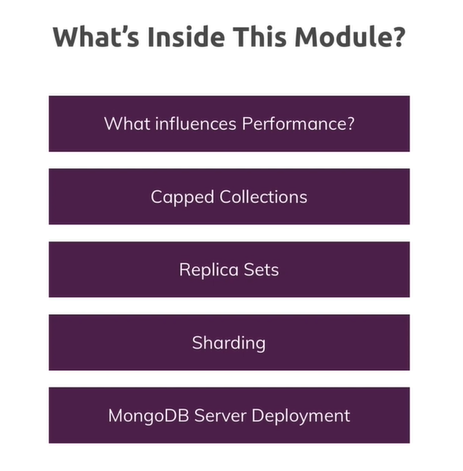 What’s Inside This Module?
What influences Performance?
Capped Collections
Replica Sets
Sharding
MongoDB Server Deployment